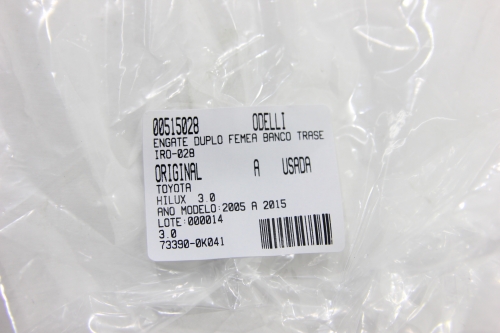 00515028 ODELLI
ENGATE DUPLO FEMEA BANCO TRASE
IRO-028
ORIGINAL A USADA
TOYOTA
HILUX 3.0
ANO MODELO:2005 A 2015
LOTE:000014
3.0
73390-0K041